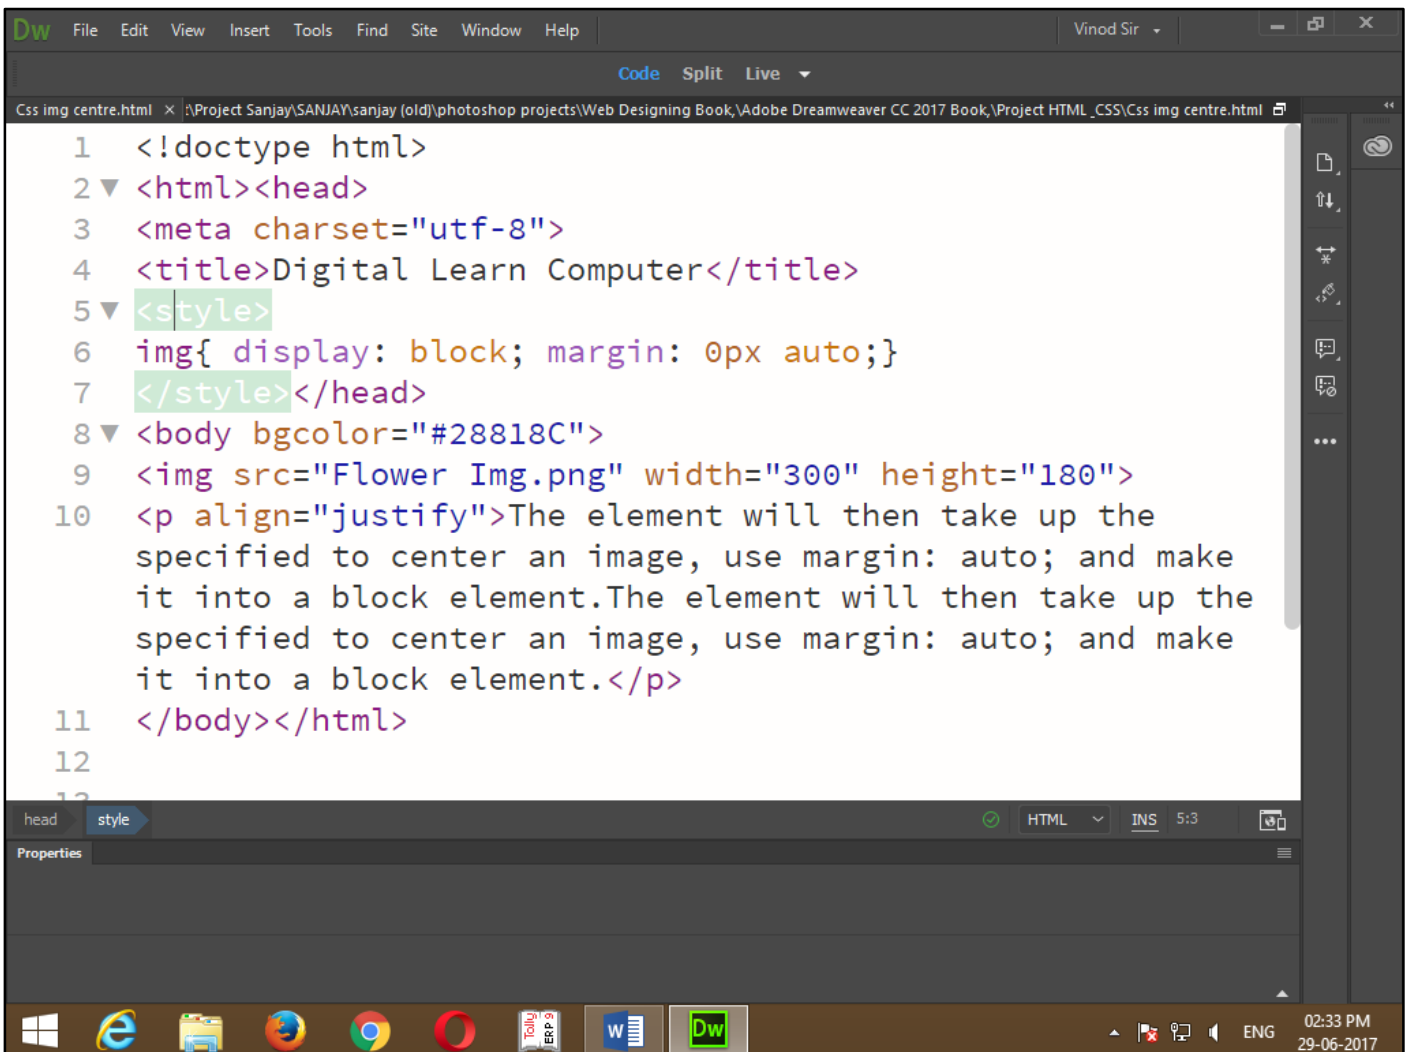 Dw File Edit View Insert Tools Find Site Window Help Vinod Sir
Code Split Live
Css img centre.html × t\Project Sanjay\SANJAY\sanjay (old)\photoshop projects\Web Designing Book,\Adobe Dreamweaver CC 2017 Book,\Project HTML_CSS\Css img centre.html
1 <!doctype html>
2 <html><head>
3 <meta charset="utf-8">
4 <title>Digital Learn Computer</title>
5 <style>
6 img{ display: block; margin: 0px auto;}
7 </style></head>
8 <body bgcolor="#28818C">
9 <img src="Flower Img.png" width="300" height="180">
10 <p align="justify">The element will then take up the
specified to center an image, use margin: auto; and make
it into a block element.The element will then take up the
specified to center an image, use margin: auto; and make
it into a block element.</p>
11 </body></html>
12
head style HTML INS 5:3
Properties
Tally ERP 9 W Dw ENG 02:33 PM
29-06-2017